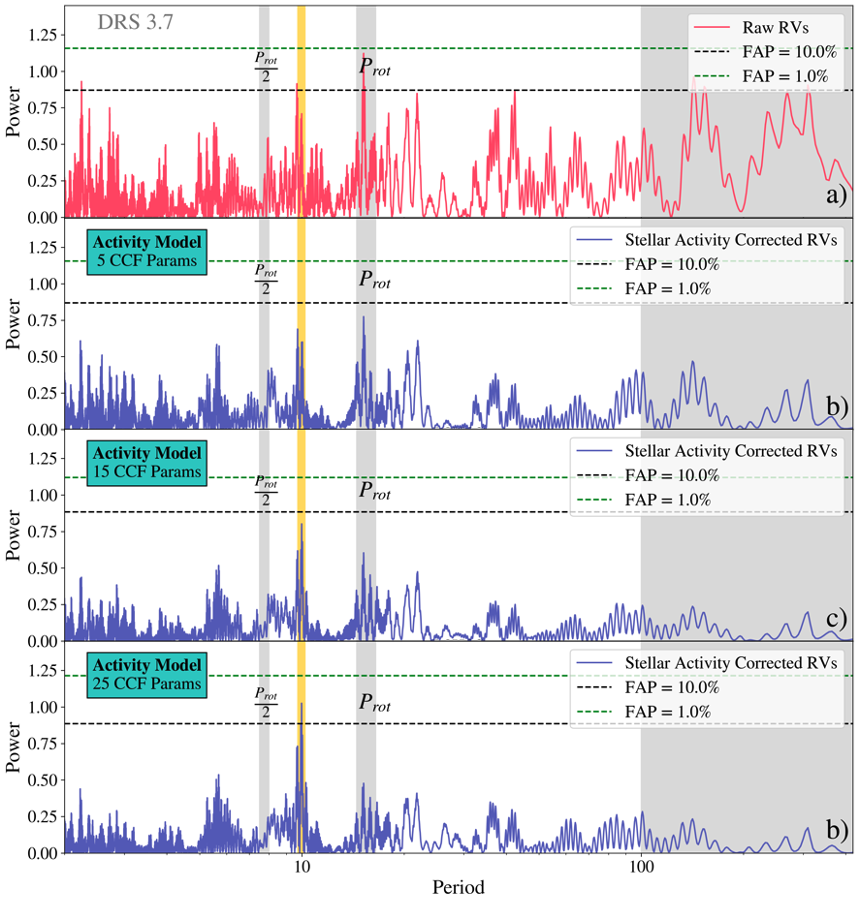 DRS 3.7
P_rot/2
P_rot
Raw RVs
FAP = 10.0%
FAP = 1.0%
1.25
1.00
0.75
0.50
0.25
0.00
Power
a)
Activity Model
5 CCF Params
P_rot/2
P_rot
Stellar Activity Corrected RVs
FAP = 10.0%
FAP = 1.0%
1.25
1.00
0.75
0.50
0.25
0.00
Power
b)
Activity Model
15 CCF Params
P_rot/2
P_rot
Stellar Activity Corrected RVs
FAP = 10.0%
FAP = 1.0%
1.25
1.00
0.75
0.50
0.25
0.00
Power
c)
Activity Model
25 CCF Params
P_rot/2
P_rot
Stellar Activity Corrected RVs
FAP = 10.0%
FAP = 1.0%
1.25
1.00
0.75
0.50
0.25
0.00
Power
b)
10
100
Period